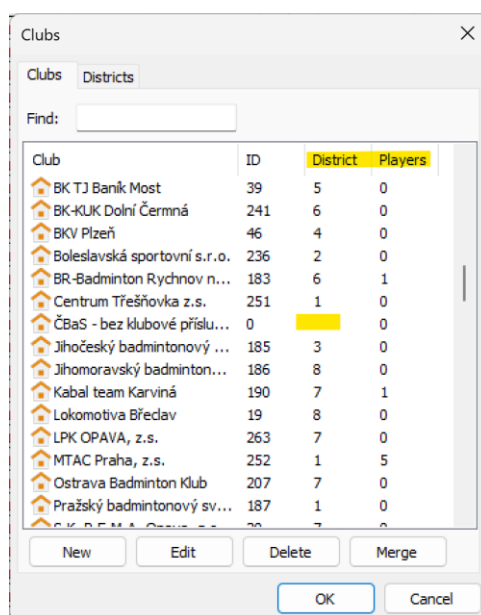 Clubs
Clubs Districts
Find:
Club ID District Players
BK TJ Baník Most 39 5 0
BK-KUK Dolní Čermná 241 6 0
BKV Plzeň 46 4 0
Boleslavská sportovní s.r.o. 236 2 0
BR-Badminton Rychnov n... 183 6 1
Centrum Třešňovka z.s. 251 1 0
ČBaS - bez klubové příslu... 0 0
Jihočeský badmintonový ... 185 3 0
Jihomoravský badminton... 186 8 0
Kabal team Karviná 190 7 1
Lokomotiva Břeclav 19 8 0
LPK OPAVA, z.s. 263 7 0
MTAC Praha, z.s. 252 1 5
Ostrava Badminton Klub 207 7 0
Pražský badmintonový sv... 187 1 0
New Edit Delete Merge
OK Cancel